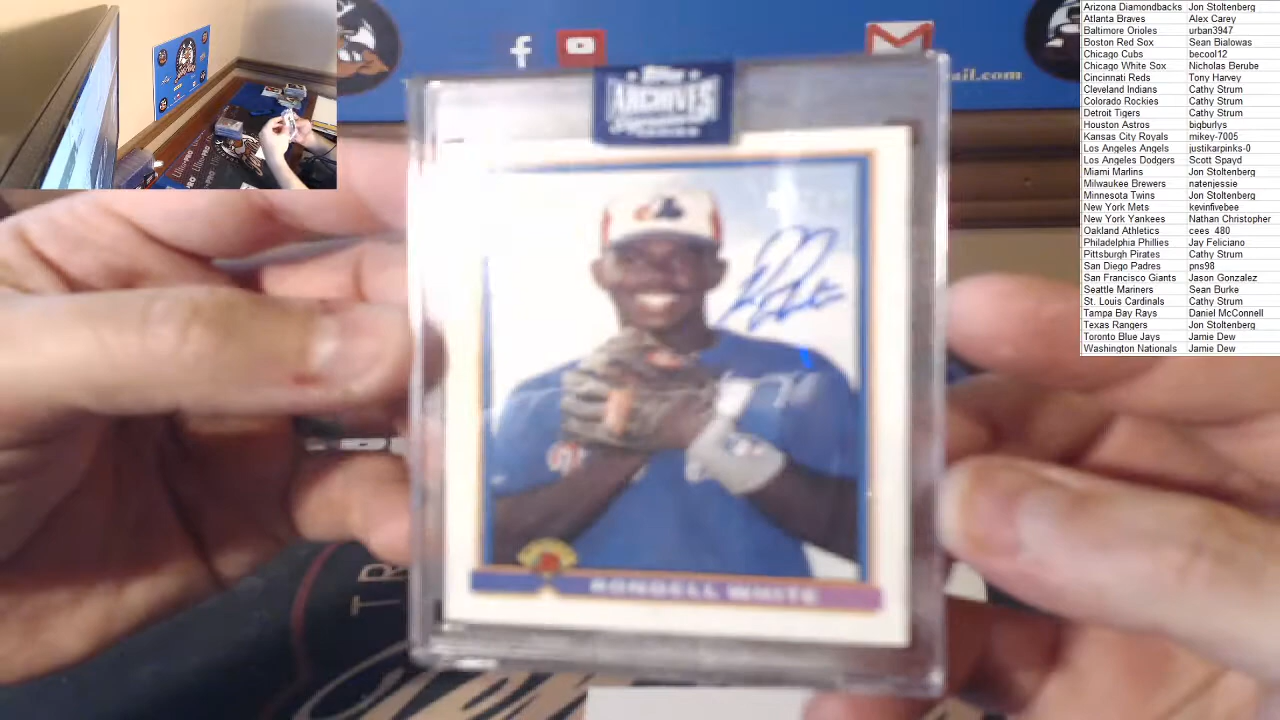 Arizona Diamondbacks Jon Stoltenberg
Atlanta Braves Alex Carey
Baltimore Orioles urban3947
Boston Red Sox Sean Bialowas
Chicago Cubs becool12
Chicago White Sox Nicholas Berube
Cincinnati Reds Tony Harvey
Cleveland Indians Cathy Strum
Colorado Rockies Cathy Strum
Detroit Tigers Cathy Strum
Houston Astros bigburlys
Kansas City Royals mikey-7005
Los Angeles Angels justikarpinks-0
Los Angeles Dodgers Scott Spayd
Miami Marlins Jon Stoltenberg
Milwaukee Brewers natenjessie
Minnesota Twins Jon Stoltenberg
New York Mets kevinfivebee
New York Yankees Nathan Christopher
Oakland Athletics cees_480
Philadelphia Phillies Jay Feliciano
Pittsburgh Pirates Cathy Strum
San Diego Padres pns98
San Francisco Giants Jason Gonzalez
Seattle Mariners Sean Burke
St. Louis Cardinals Cathy Strum
Tampa Bay Rays Daniel McConnell
Texas Rangers Jon Stoltenberg
Toronto Blue Jays Jamie Dew
Washington Nationals Jamie Dew
ail.com
Topps
ARCHIVES
RONDELL WHITE
TR